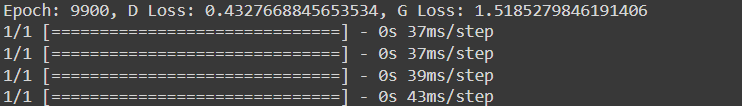 Epoch: 9900, D Loss: 0.4327668845653534, G Loss: 1.5185279846191406
1/1 [==============================] - 0s 37ms/step
1/1 [==============================] - 0s 37ms/step
1/1 [==============================] - 0s 39ms/step
1/1 [==============================] - 0s 43ms/step